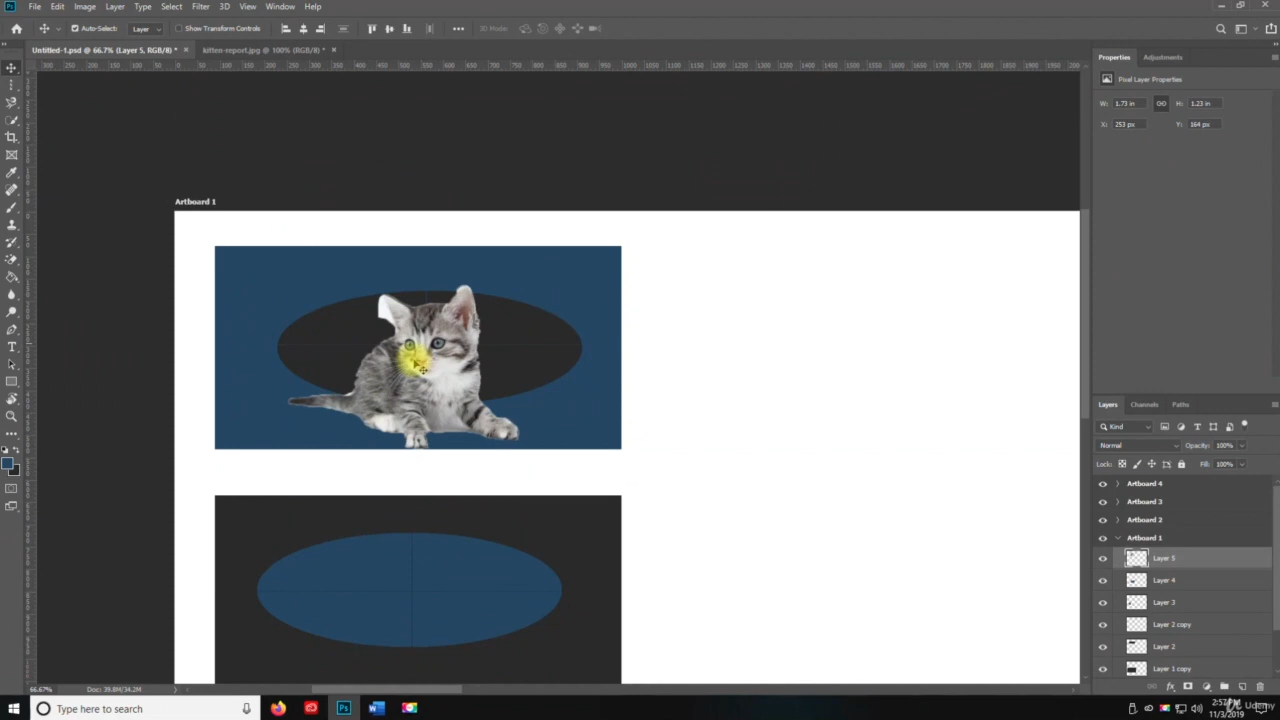 Ps File Edit Image Layer Type Select Filter 3D View Window Help
Auto-Select: Layer Show Transform Controls 3D Mode:
Untitled-1.psd @ 66.7% (Layer 5, RGB/8) * × kitten-report.jpg @ 100% (RGB/8) * ×
Properties Adjustments
Pixel Layer Properties
W: 1.73 in H: 1.23 in
X: 253 px Y: 164 px
Artboard 1
Layers Channels Paths
Kind
Normal Opacity: 100%
Lock: Fill: 100%
Artboard 4
Artboard 3
Artboard 2
Artboard 1
Layer 5
Layer 4
Layer 3
Layer 2 copy
Layer 2
Layer 1 copy
66.67% Doc: 39.8M/34.2M
Type here to search
11/3/2019
Udemy